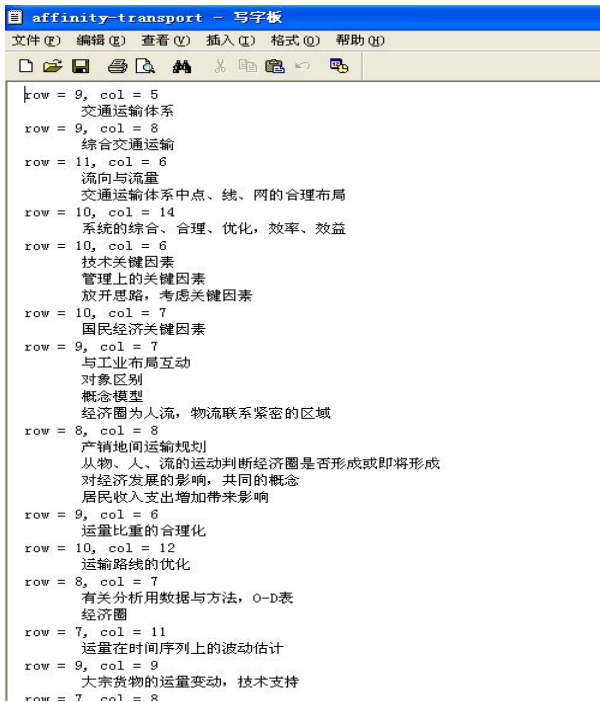 affinity-transport - 写字板
文件(F) 编辑(E) 查看(V) 插入(I) 格式(O) 帮助(H)
row = 9, col = 5
交通运输体系
row = 9, col = 8
综合交通运输
row = 11, col = 6
流向与流量
交通运输体系中点、线、网的合理布局
row = 10, col = 14
系统的综合、合理、优化，效率、效益
row = 10, col = 6
技术关键因素
管理上的关键因素
放开思路，考虑关键因素
row = 10, col = 7
国民经济关键因素
row = 9, col = 7
与工业布局互动
对象区别
概念模型
经济圈为人流，物流联系紧密的区域
row = 8, col = 8
产销地间运输规划
从物、人、流的运动判断经济圈是否形成或即将形成
对经济发展的影响，共同的概念
居民收入支出增加带来影响
row = 9, col = 6
运量比重的合理化
row = 10, col = 12
运输路线的优化
row = 8, col = 7
有关分析用数据与方法，O-D表
经济圈
row = 7, col = 11
运量在时间序列上的波动估计
row = 9, col = 9
大宗货物的运量变动，技术支持
row = 7, col = 8